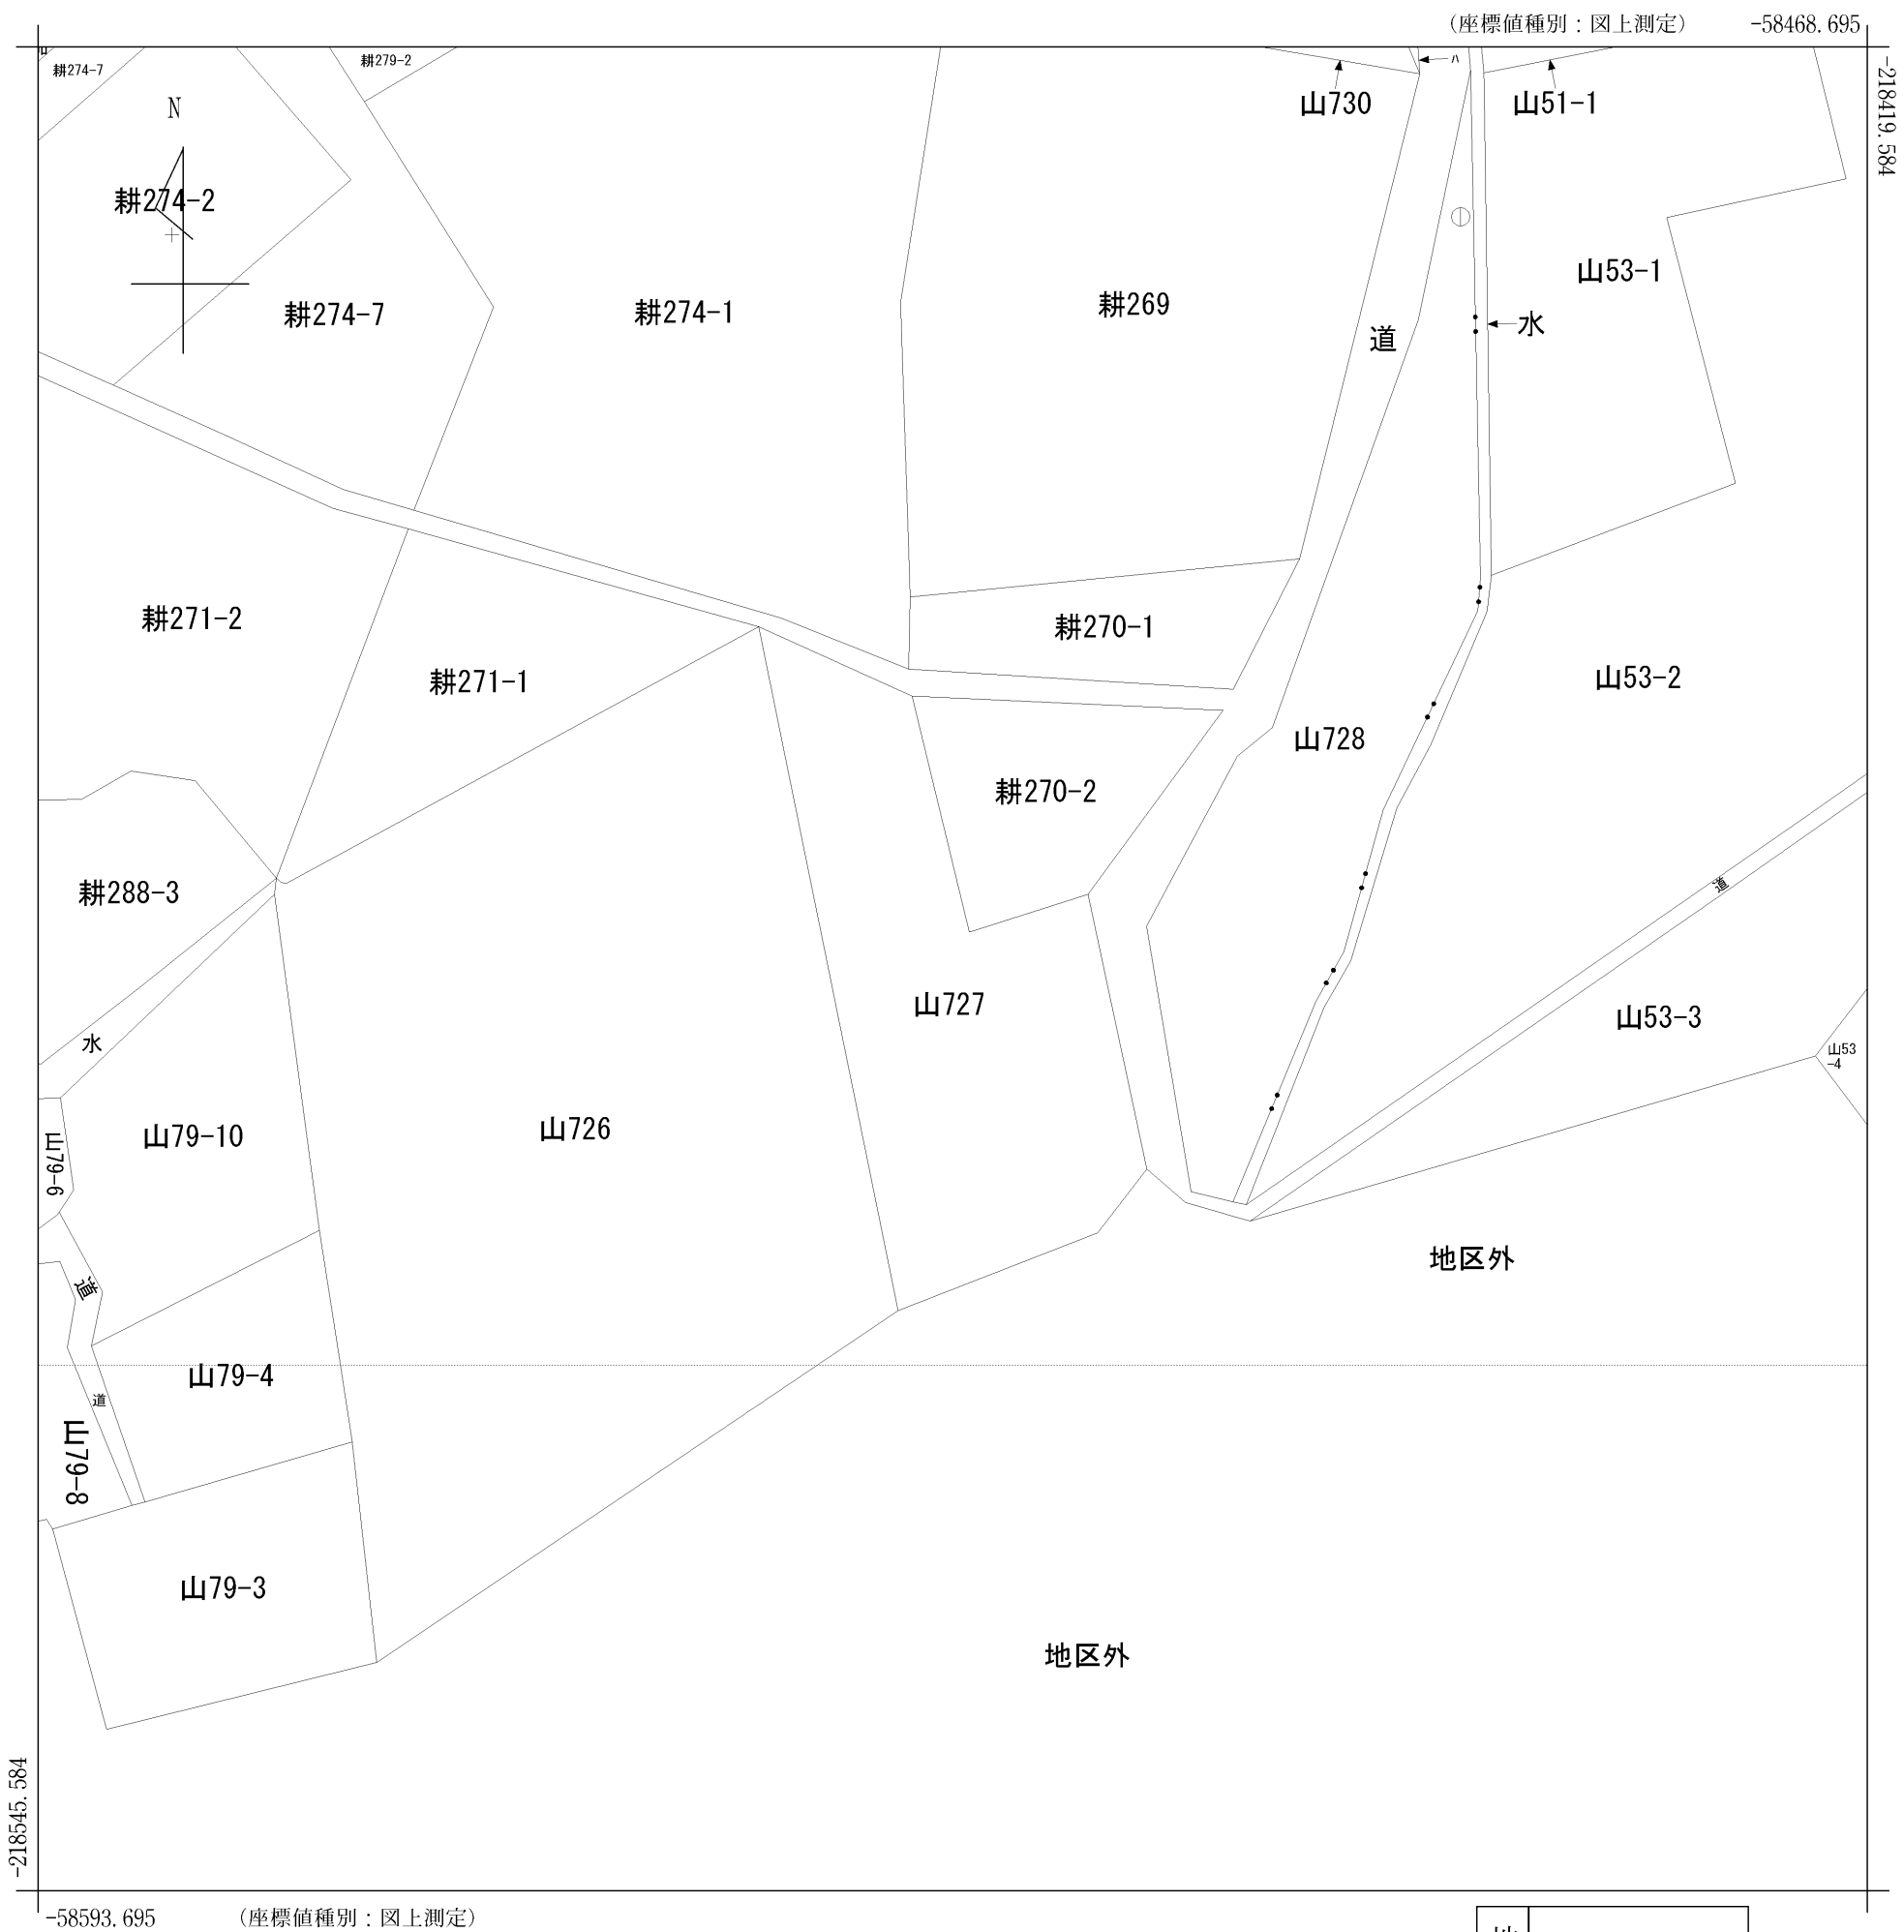 (座標値種別：図上測定) -58468.695
-218419.584
耕274-7
耕279-2
ハ
山730
山51-1
N
耕274-2
耕274-7
耕274-1
耕269
道
水
山53-1
耕271-2
耕271-1
耕270-1
山53-2
山728
耕270-2
耕288-3
道
水
山727
山53-3
山53
-4
山79-10
山726
山79-6
地区外
道
山79-4
道
山79-8
山79-3
地区外
-218545.584
-58593.695 (座標値種別：図上測定)